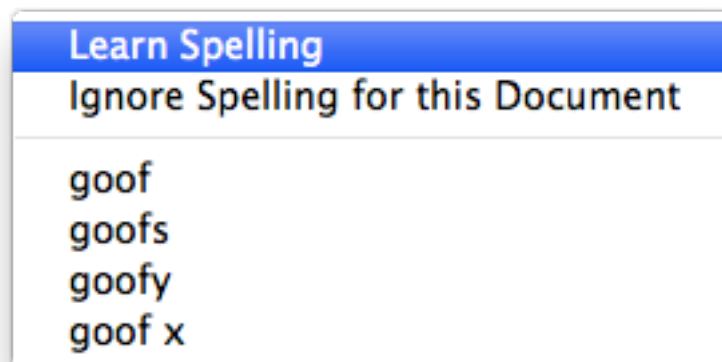 Learn Spelling
Ignore Spelling for this Document
goof
goofs
goofy
goof x